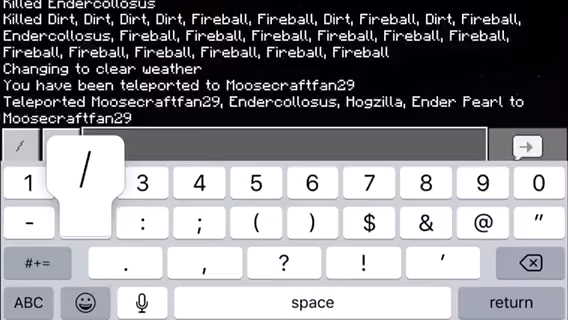 Killed Endercollosus
Killed Dirt, Dirt, Dirt, Dirt, Fireball, Fireball, Dirt, Fireball, Dirt, Fireball,
Endercollosus, Fireball, Fireball, Fireball, Fireball, Fireball, Fireball,
Fireball, Fireball, Fireball, Fireball, Fireball, Fireball
Changing to clear weather
You have been teleported to Moosecraftfan29
Teleported Moosecraftfan29, Endercollosus, Hogzilla, Ender Pearl to
Moosecraftfan29
/
/
1 3 4 5 6 7 8 9 0
- : ; ( ) $ & @ "
#+= . , ? ! '
ABC space return